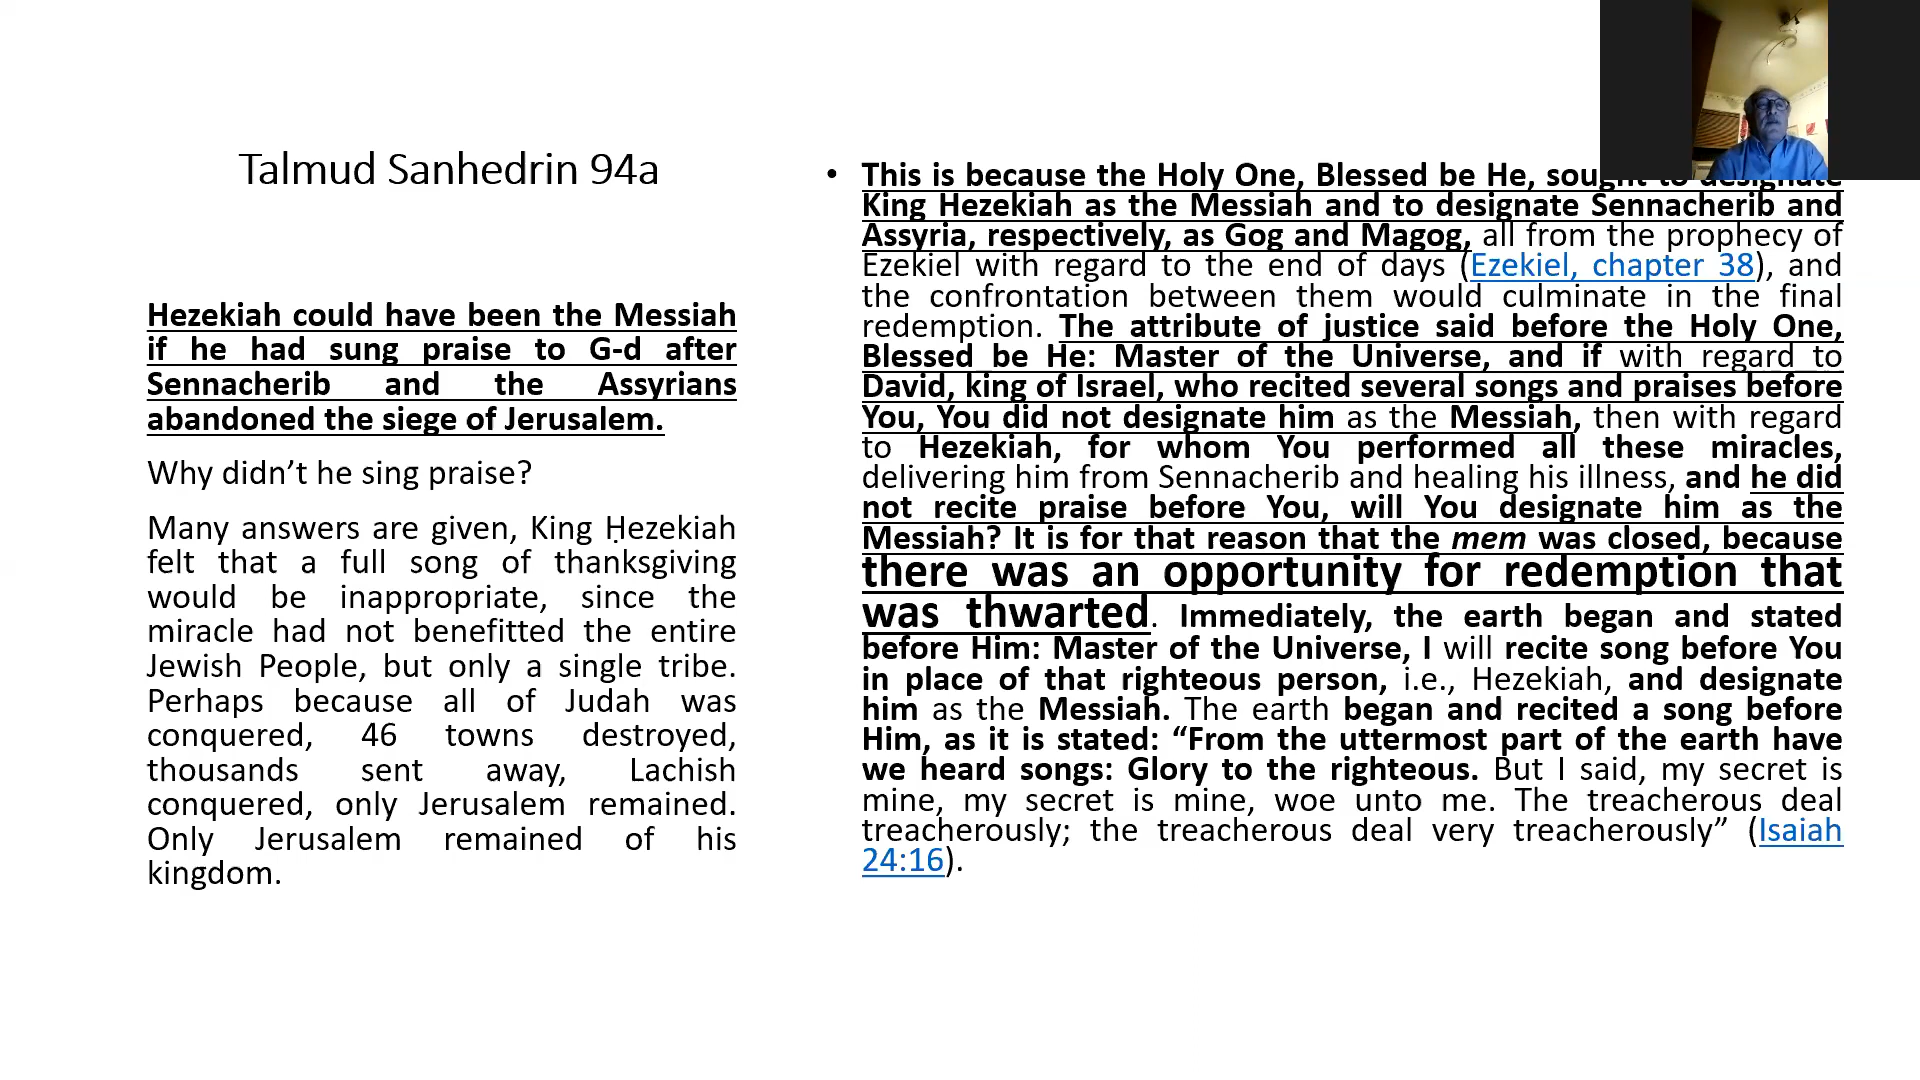 Talmud Sanhedrin 94a
Hezekiah could have been the Messiah
if he had sung praise to G-d after
Sennacherib and the Assyrians
abandoned the siege of Jerusalem.
Why didn’t he sing praise?
Many answers are given, King Ḥezekiah
felt that a full song of thanksgiving
would be inappropriate, since the
miracle had not benefitted the entire
Jewish People, but only a single tribe.
Perhaps because all of Judah was
conquered, 46 towns destroyed,
thousands sent away, Lachish
conquered, only Jerusalem remained.
Only Jerusalem remained of his
kingdom.
• This is because the Holy One, Blessed be He, sought to designate
King Hezekiah as the Messiah and to designate Sennacherib and
Assyria, respectively, as Gog and Magog, all from the prophecy of
Ezekiel with regard to the end of days (Ezekiel, chapter 38), and
the confrontation between them would culminate in the final
redemption. The attribute of justice said before the Holy One,
Blessed be He: Master of the Universe, and if with regard to
David, king of Israel, who recited several songs and praises before
You, You did not designate him as the Messiah, then with regard
to Hezekiah, for whom You performed all these miracles,
delivering him from Sennacherib and healing his illness, and he did
not recite praise before You, will You designate him as the
Messiah? It is for that reason that the mem was closed, because
there was an opportunity for redemption that
was thwarted. Immediately, the earth began and stated
before Him: Master of the Universe, I will recite song before You
in place of that righteous person, i.e., Hezekiah, and designate
him as the Messiah. The earth began and recited a song before
Him, as it is stated: “From the uttermost part of the earth have
we heard songs: Glory to the righteous. But I said, my secret is
mine, my secret is mine, woe unto me. The treacherous deal
treacherously; the treacherous deal very treacherously” (Isaiah
24:16).